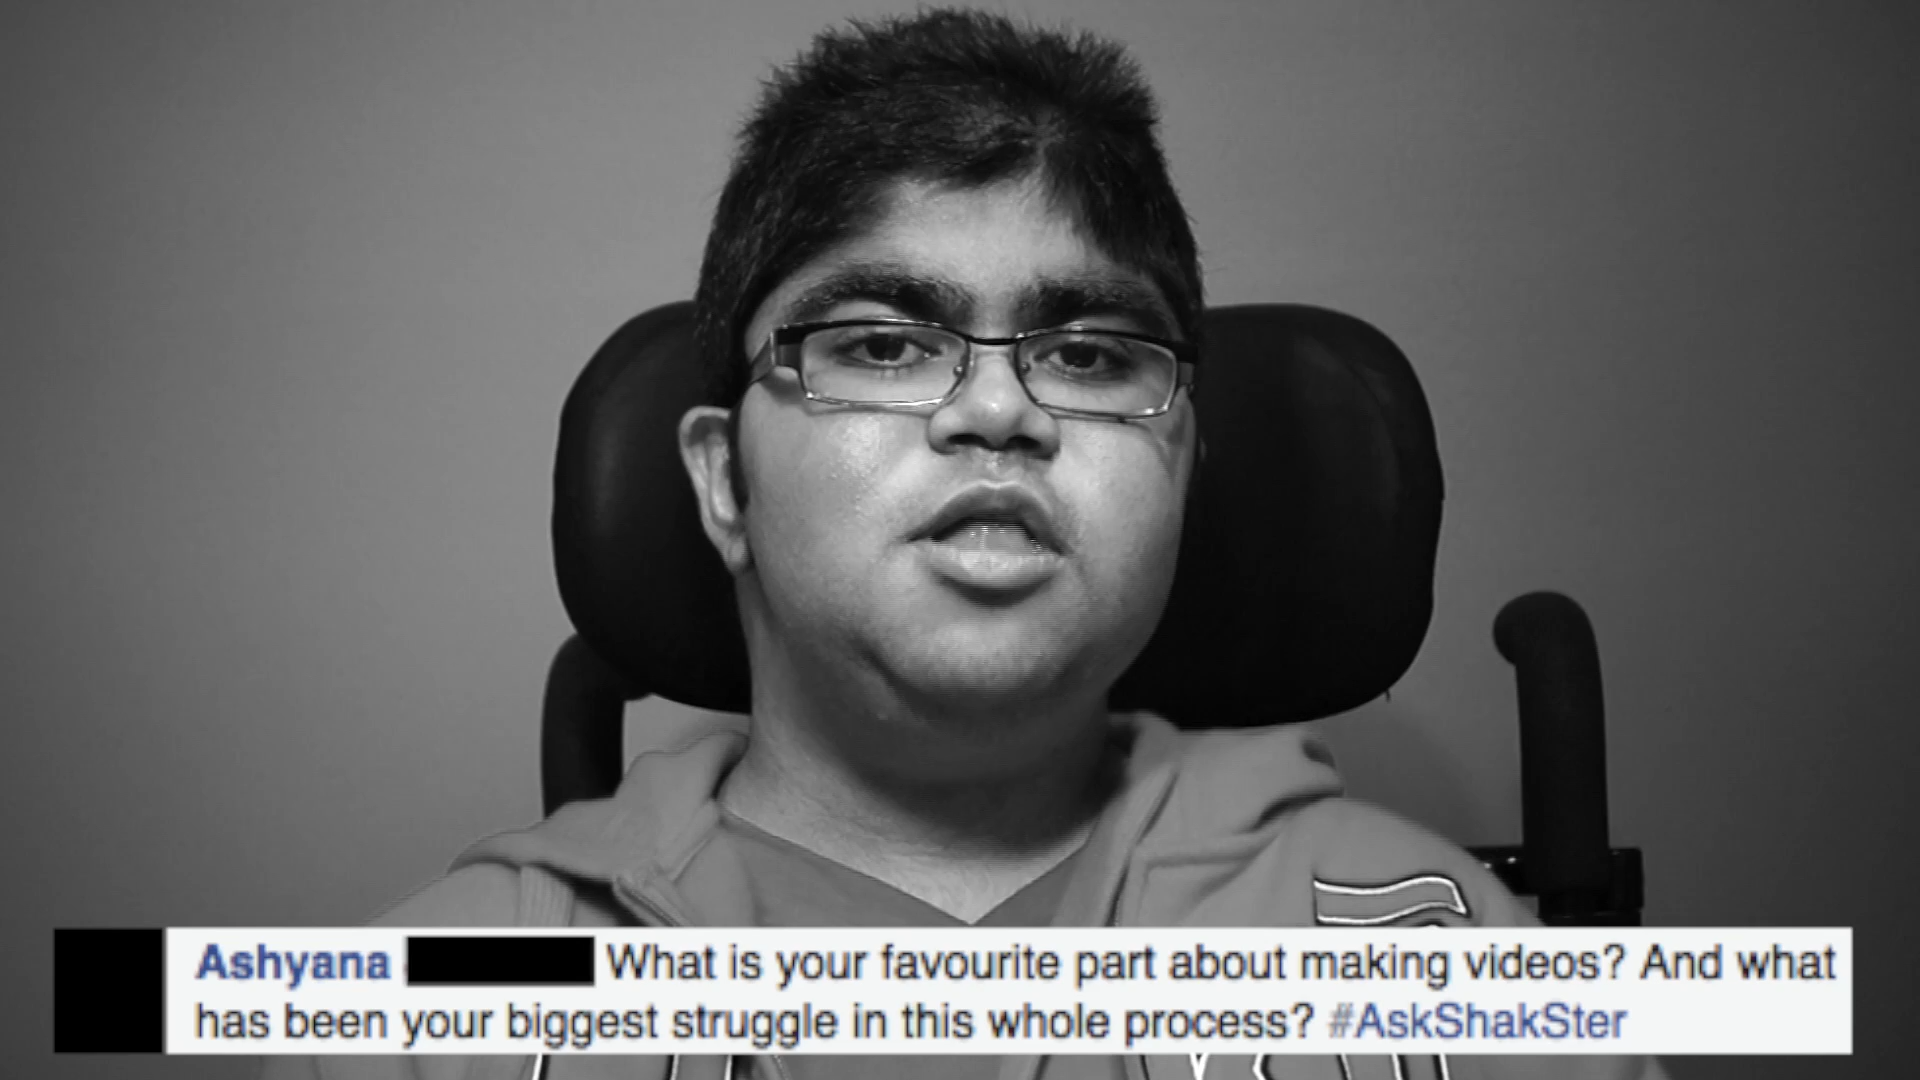 Ashyana What is your favourite part about making videos? And what
has been your biggest struggle in this whole process? #AskShakSter